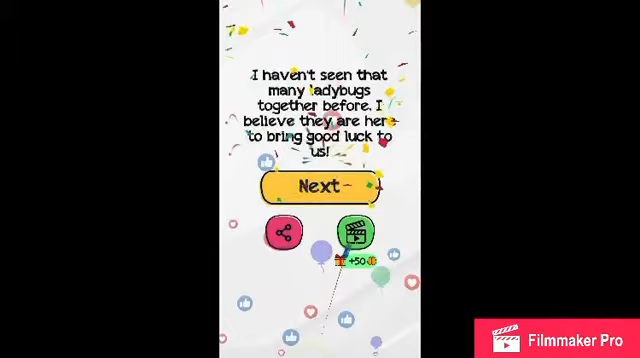 I haven't seen that
many ladybugs
together before. I
believe they are here
to bring good luck to
us!
Next
+50
Filmmaker Pro